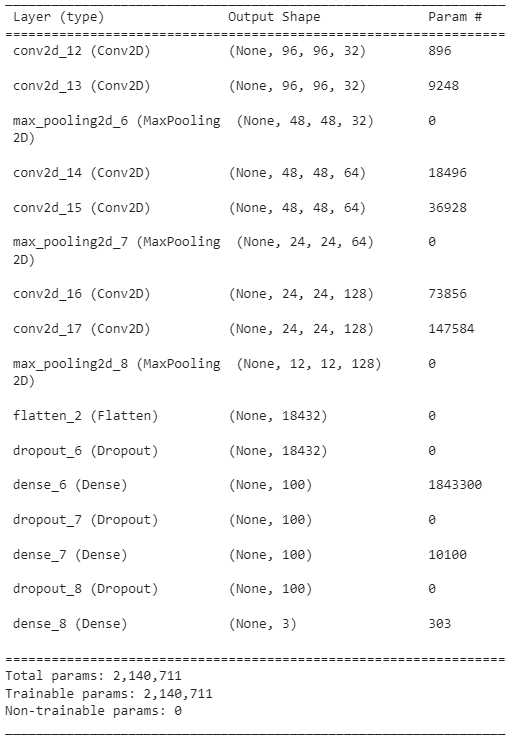 Layer (type) Output Shape Param #
conv2d_12 (Conv2D) (None, 96, 96, 32) 896
conv2d_13 (Conv2D) (None, 96, 96, 32) 9248
max_pooling2d_6 (MaxPooling (None, 48, 48, 32) 0
2D)
conv2d_14 (Conv2D) (None, 48, 48, 64) 18496
conv2d_15 (Conv2D) (None, 48, 48, 64) 36928
max_pooling2d_7 (MaxPooling (None, 24, 24, 64) 0
2D)
conv2d_16 (Conv2D) (None, 24, 24, 128) 73856
conv2d_17 (Conv2D) (None, 24, 24, 128) 147584
max_pooling2d_8 (MaxPooling (None, 12, 12, 128) 0
2D)
flatten_2 (Flatten) (None, 18432) 0
dropout_6 (Dropout) (None, 18432) 0
dense_6 (Dense) (None, 100) 1843300
dropout_7 (Dropout) (None, 100) 0
dense_7 (Dense) (None, 100) 10100
dropout_8 (Dropout) (None, 100) 0
dense_8 (Dense) (None, 3) 303
Total params: 2,140,711
Trainable params: 2,140,711
Non-trainable params: 0